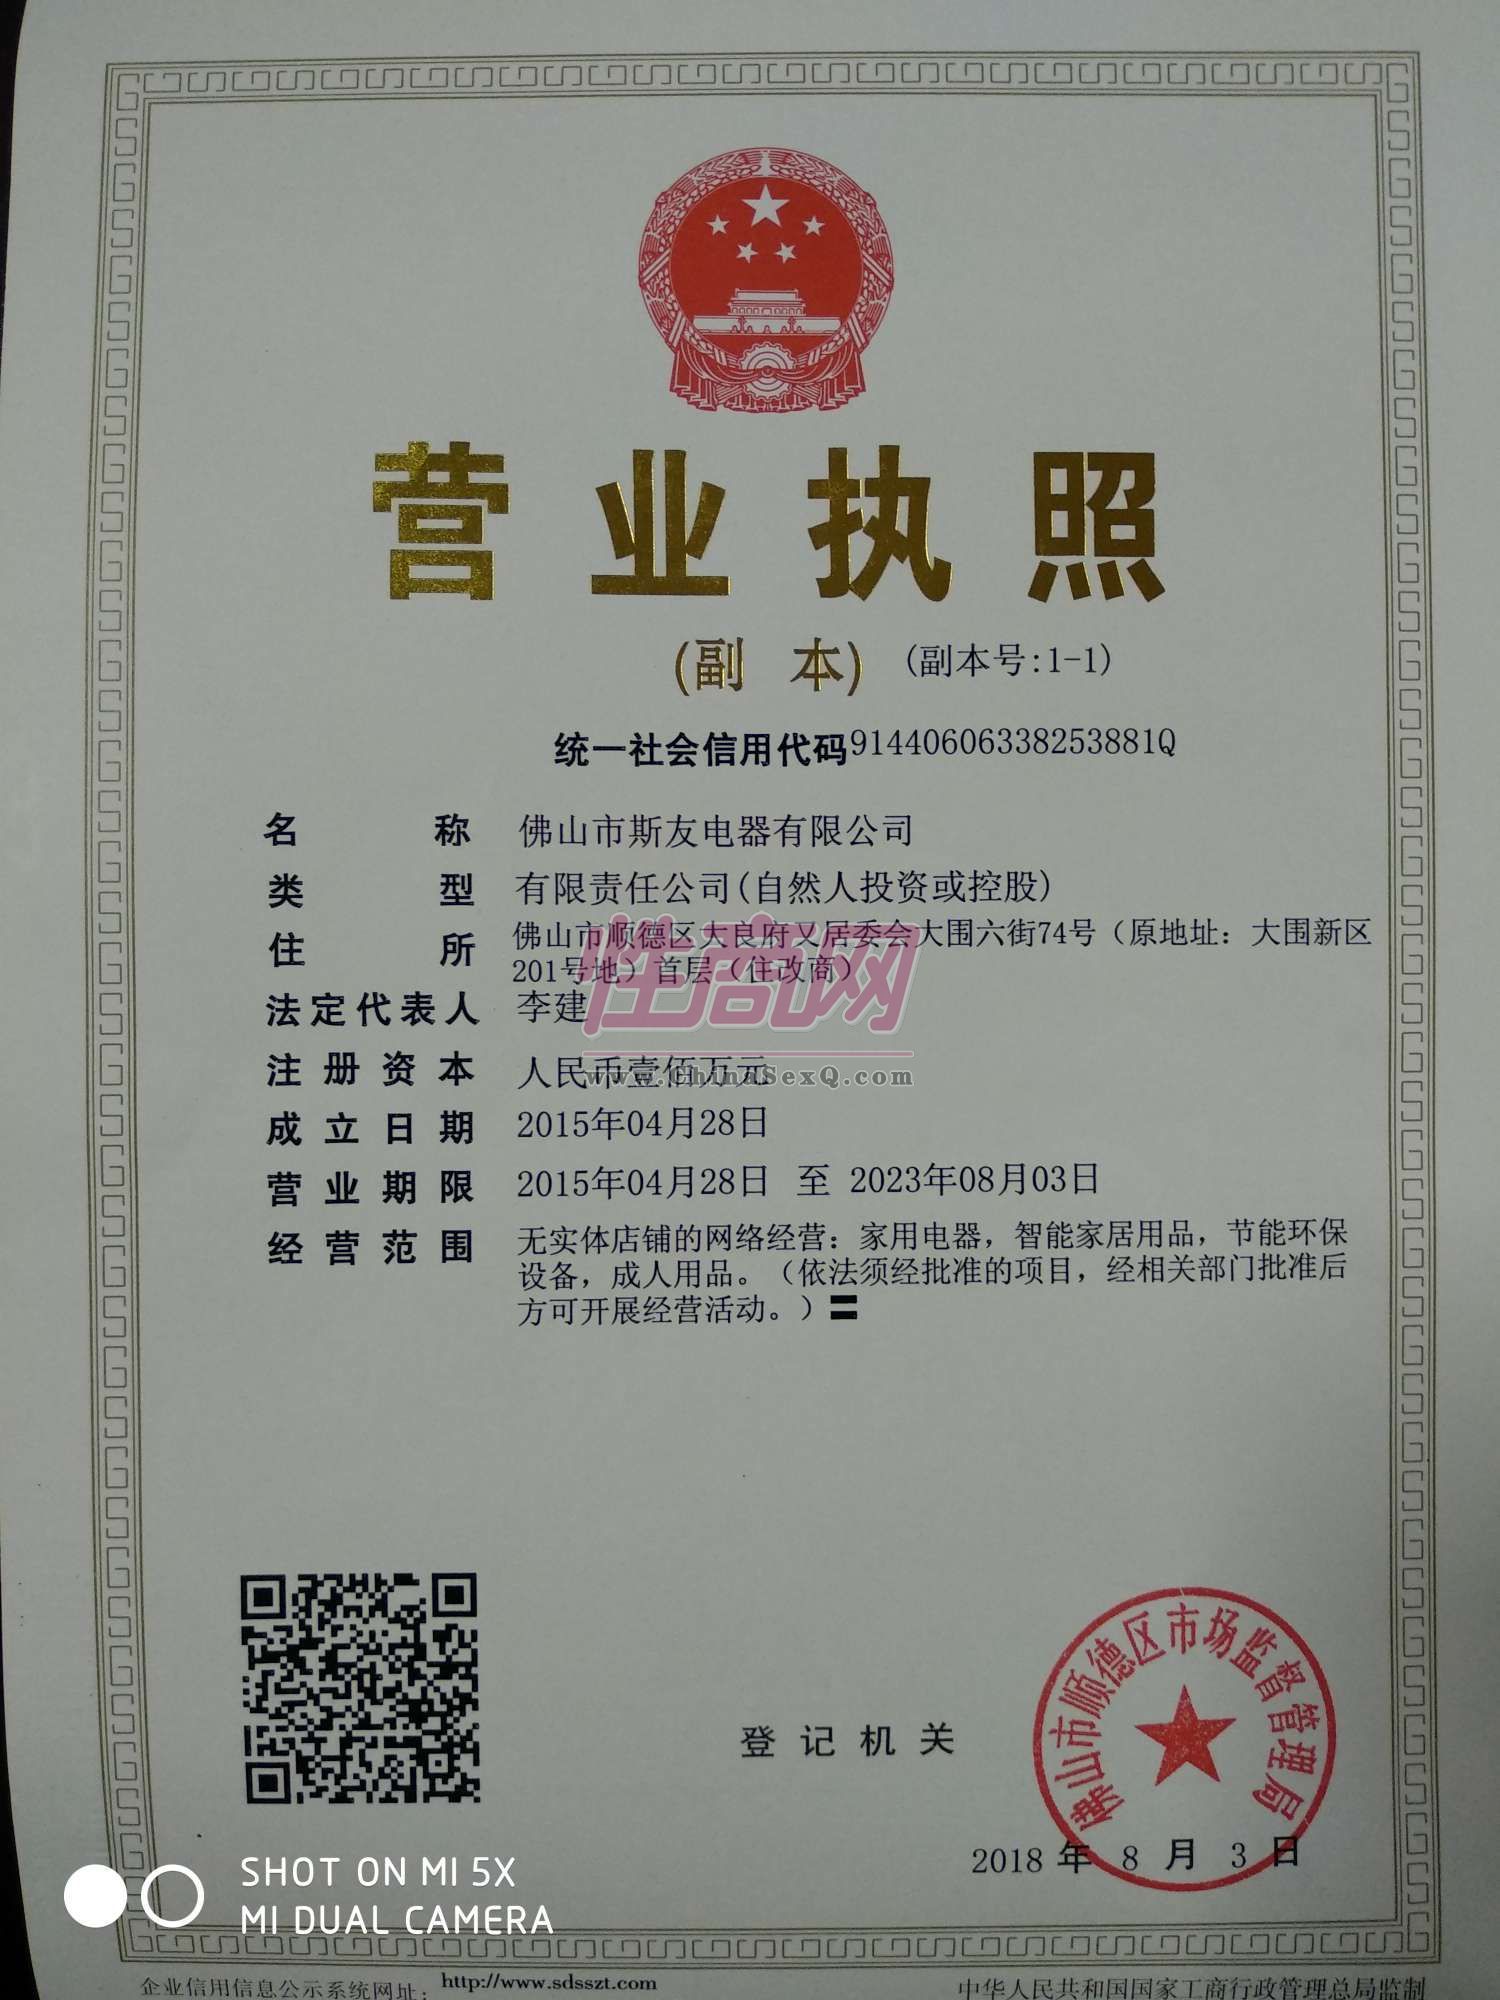 营业执照
(副 本) (副本号:1-1)
统一社会信用代码91440606338253881Q
名称 佛山市斯友电器有限公司
类型 有限责任公司(自然人投资或控股)
住所 佛山市顺德区大良府又居委会大围六街74号（原地址：大围新区
201号地）首层（住改商）
法定代表人 李建
注册资本 人民币壹佰万元
成立日期 2015年04月28日
营业期限 2015年04月28日 至 2023年08月03日
经营范围 无实体店铺的网络经营：家用电器，智能家居用品，节能环保
设备，成人用品。（依法须经批准的项目，经相关部门批准后
方可开展经营活动。）〓
性商网
www.ChinaSexQ.com
登记机关
佛山市顺德区市场监督管理局
2018 年 8 月 3 日
SHOT ON MI 5X
MI DUAL CAMERA
企业信用信息公示系统网址： http://www.sdsszt.com
中华人民共和国国家工商行政管理总局监制